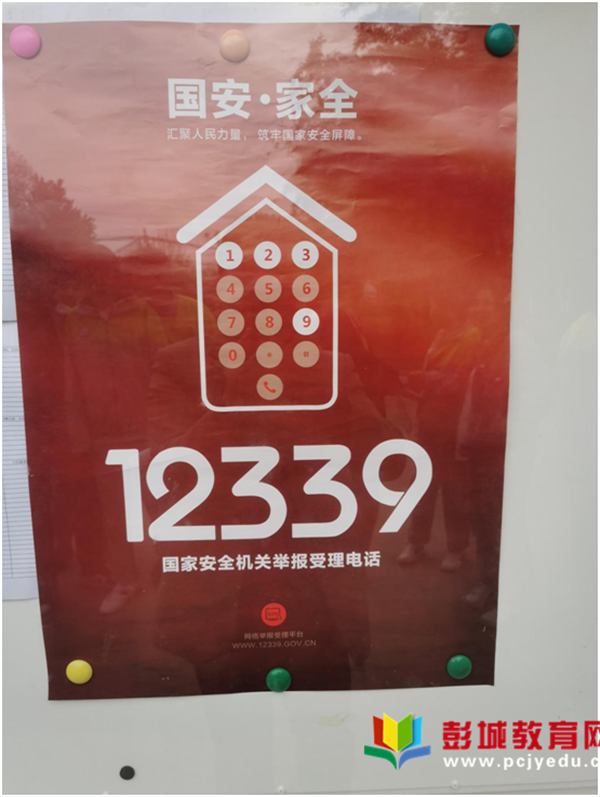 国安·家全
汇聚人民力量，筑牢国家安全屏障。
1 2 3
4 5 6
7 8 9
0 *
12339
国家安全机关举报受理电话
网络举报受理平台
WWW.12339.GOV.CN
彭城教育网
www.pcjyedu.c